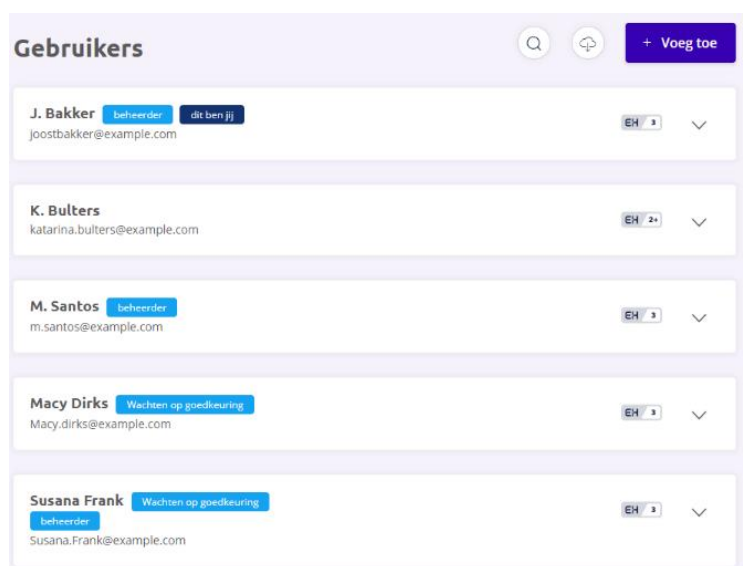 Gebruikers
+ Voeg toe
J. Bakker beheerder dit ben jij
joostbakker@example.com
EH 3
K. Bulters
katarina.bulters@example.com
EH 2+
M. Santos beheerder
m.santos@example.com
EH 3
Macy Dirks Wachten op goedkeuring
Macy.dirks@example.com
EH 3
Susana Frank Wachten op goedkeuring
beheerder
Susana.Frank@example.com
EH 3